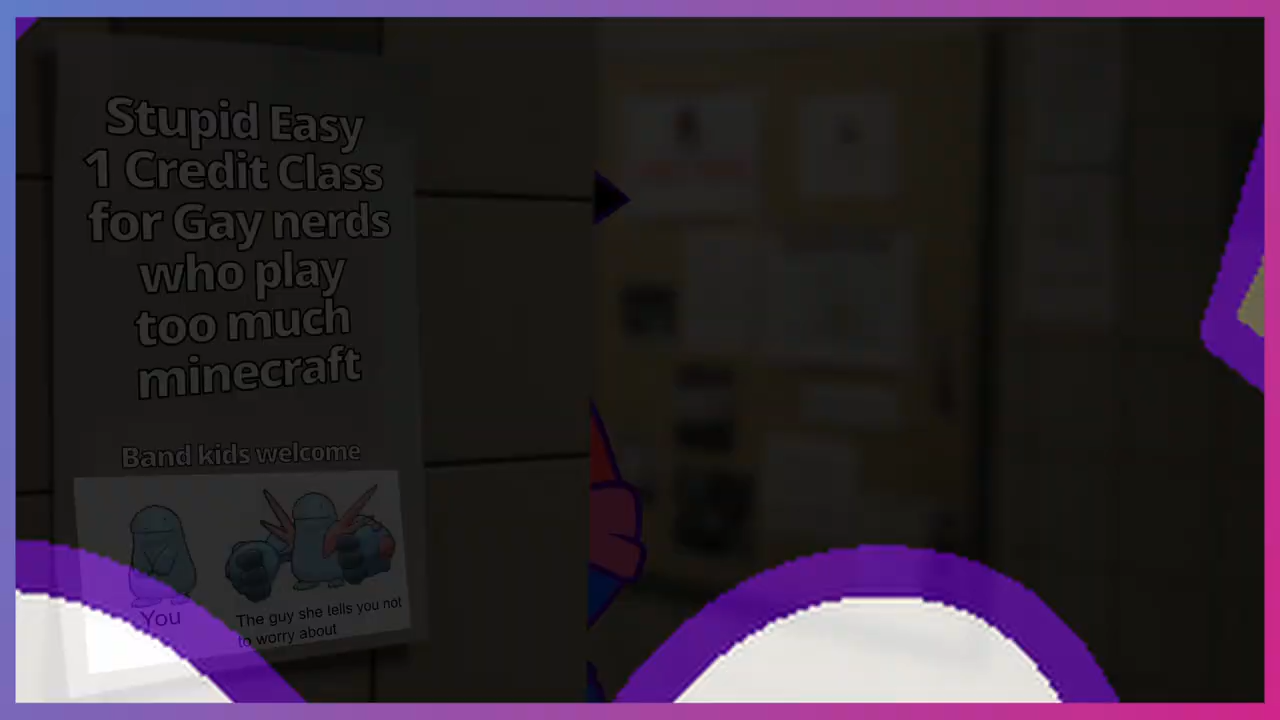 Stupid Easy
1 Credit Class
for Gay nerds
who play
too much
minecraft
Band kids welcome
You
The guy she tells you not
to worry about